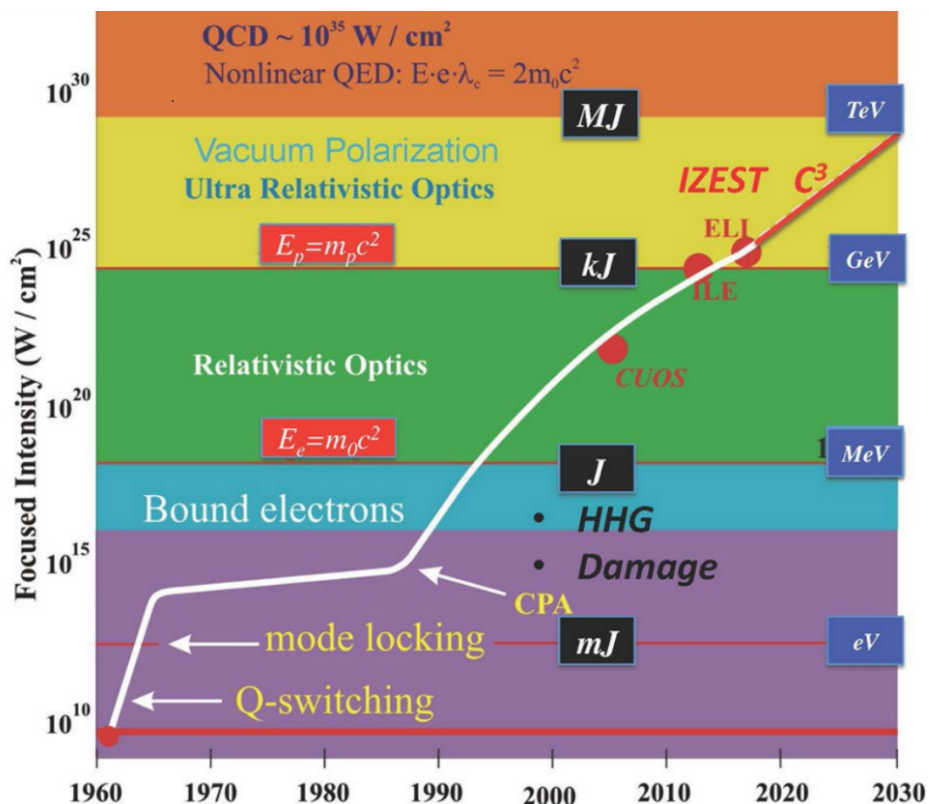 QCD ~ 10³⁵ W / cm²
Nonlinear QED: E·e·λc = 2m₀c²
10³⁰
MJ
TeV
Vacuum Polarization
IZEST C³
Ultra Relativistic Optics
ELI
10²⁵
Eₚ=mₚc²
kJ
GeV
ILE
Relativistic Optics
CUOS
10²⁰
Eₑ=m₀c²
1
MeV
J
Bound electrons
• HHG
10¹⁵
• Damage
CPA
mode locking
mJ
eV
Q-switching
10¹⁰
Focused Intensity (W / cm²)
1960 1970 1980 1990 2000 2010 2020 2030